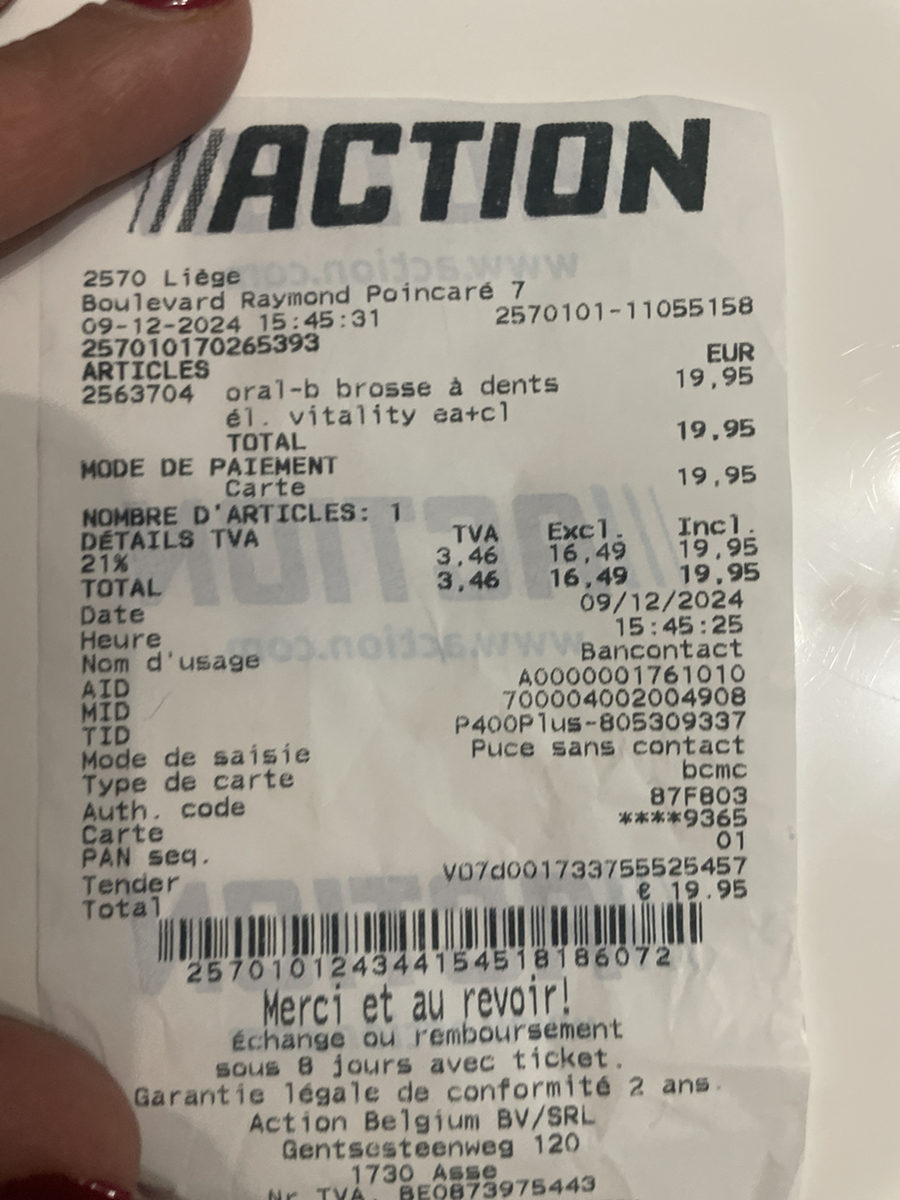 ACTION
2570 Liège
Boulevard Raymond Poincaré 7
09-12-2024 15:45:31 2570101-11055158
257010170265393
ARTICLES EUR
2563704 oral-b brosse à dents 19,95
él. vitality ea+cl
TOTAL 19,95
MODE DE PAIEMENT
Carte 19,95
NOMBRE D'ARTICLES: 1
DÉTAILS TVA TVA Excl. Incl.
21% 3,46 16,49 19,95
TOTAL 3,46 16,49 19,95
Date 09/12/2024
Heure 15:45:25
Nom d'usage Bancontact
AID A0000001761010
MID 700004002004908
TID P400Plus-805309337
Mode de saisie Puce sans contact
Type de carte bcmc
Auth. code 87F803
Carte ****9365
PAN seq. 01
Tender V07d001733755525457
Total € 19.95
257010124344154518186072
Merci et au revoir!
Échange ou remboursement
sous 8 jours avec ticket.
Garantie légale de conformité 2 ans.
Action Belgium BV/SRL
Gentsesteenweg 120
1730 Asse
Nr TVA. BE0873975443